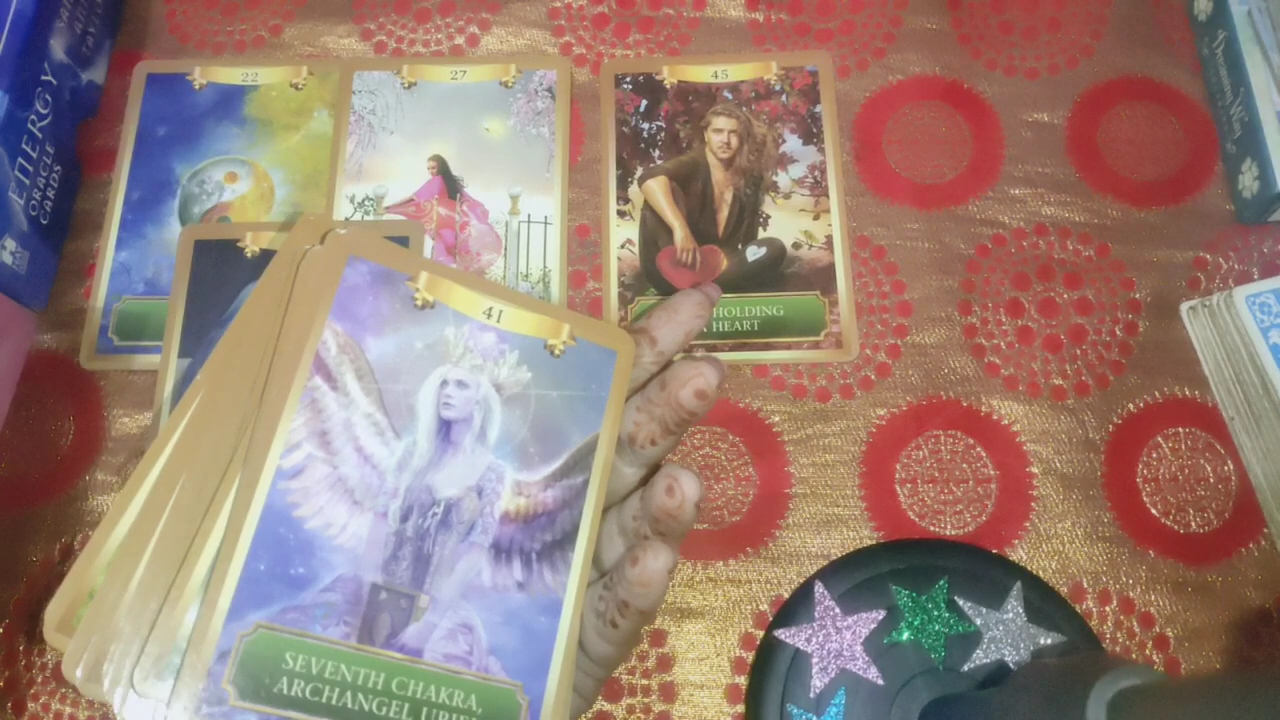 ENERGY
ORACLE
CARDS
22
27
45
HOLDING
A HEART
41
SEVENTH CHAKRA,
ARCHANGEL URIEL